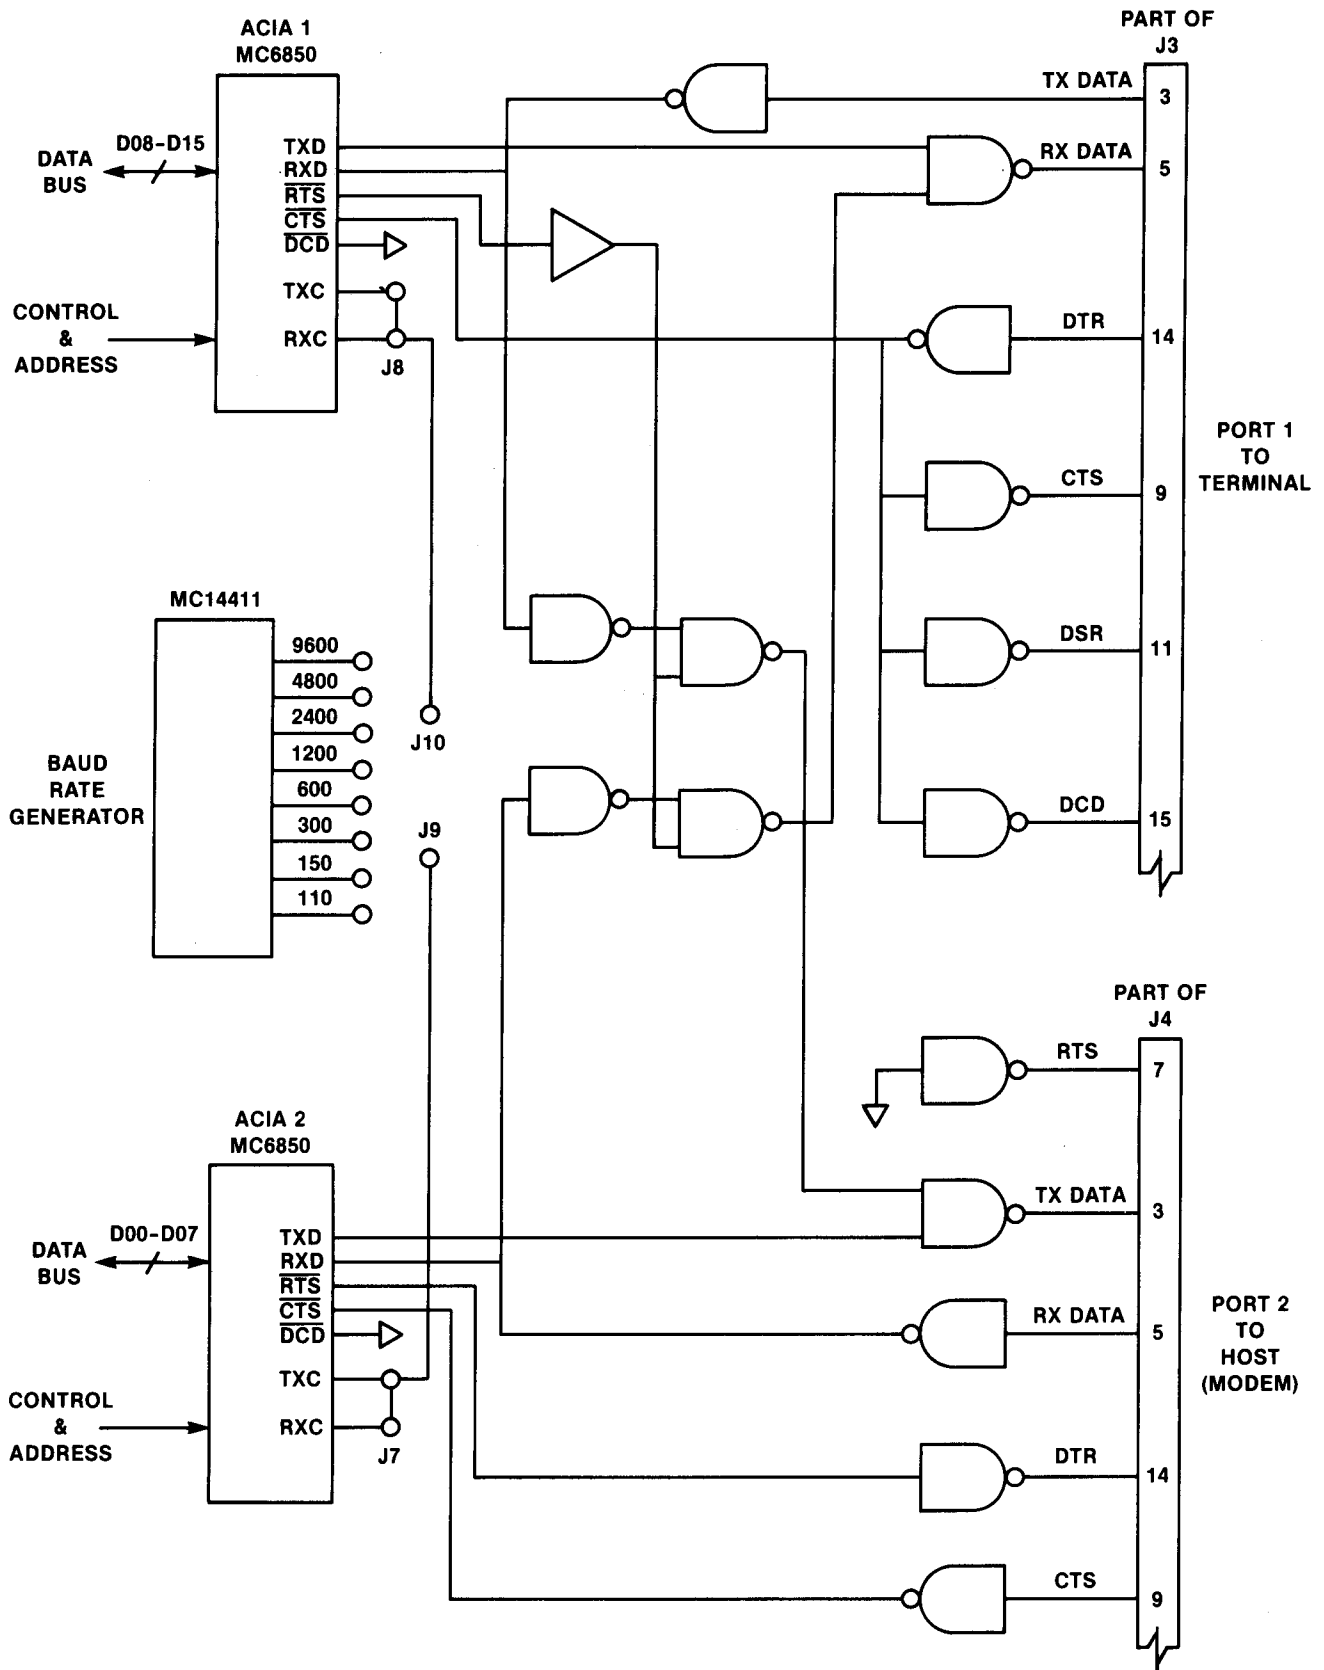 ACIA 1
MC6850
DATA
BUS
D08-D15
TXD
RXD
RTS
CTS
DCD
TXC
RXC
CONTROL
&
ADDRESS
J8
PART OF
J3
TX DATA
3
RX DATA
5
DTR
14
CTS
9
DSR
11
DCD
15
PORT 1
TO
TERMINAL
MC14411
BAUD
RATE
GENERATOR
9600
4800
2400
1200
600
300
150
110
J10
J9
ACIA 2
MC6850
DATA
BUS
D00-D07
TXD
RXD
RTS
CTS
DCD
TXC
RXC
CONTROL
&
ADDRESS
J7
PART OF
J4
RTS
7
TX DATA
3
RX DATA
5
DTR
14
CTS
9
PORT 2
TO
HOST
(MODEM)